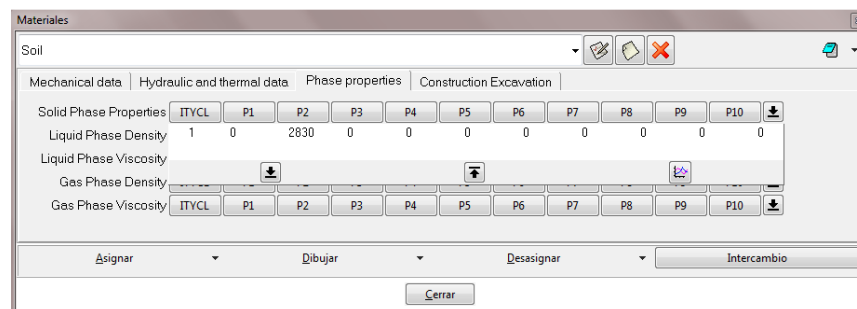 Materiales
Soil
Mechanical data Hydraulic and thermal data Phase properties Construction Excavation
Solid Phase Properties ITYCL P1 P2 P3 P4 P5 P6 P7 P8 P9 P10
Liquid Phase Density 1 0 2830 0 0 0 0 0 0 0 0
Liquid Phase Viscosity
Gas Phase Density
Gas Phase Viscosity ITYCL P1 P2 P3 P4 P5 P6 P7 P8 P9 P10
Asignar Dibujar Desasignar Intercambio
Cerrar